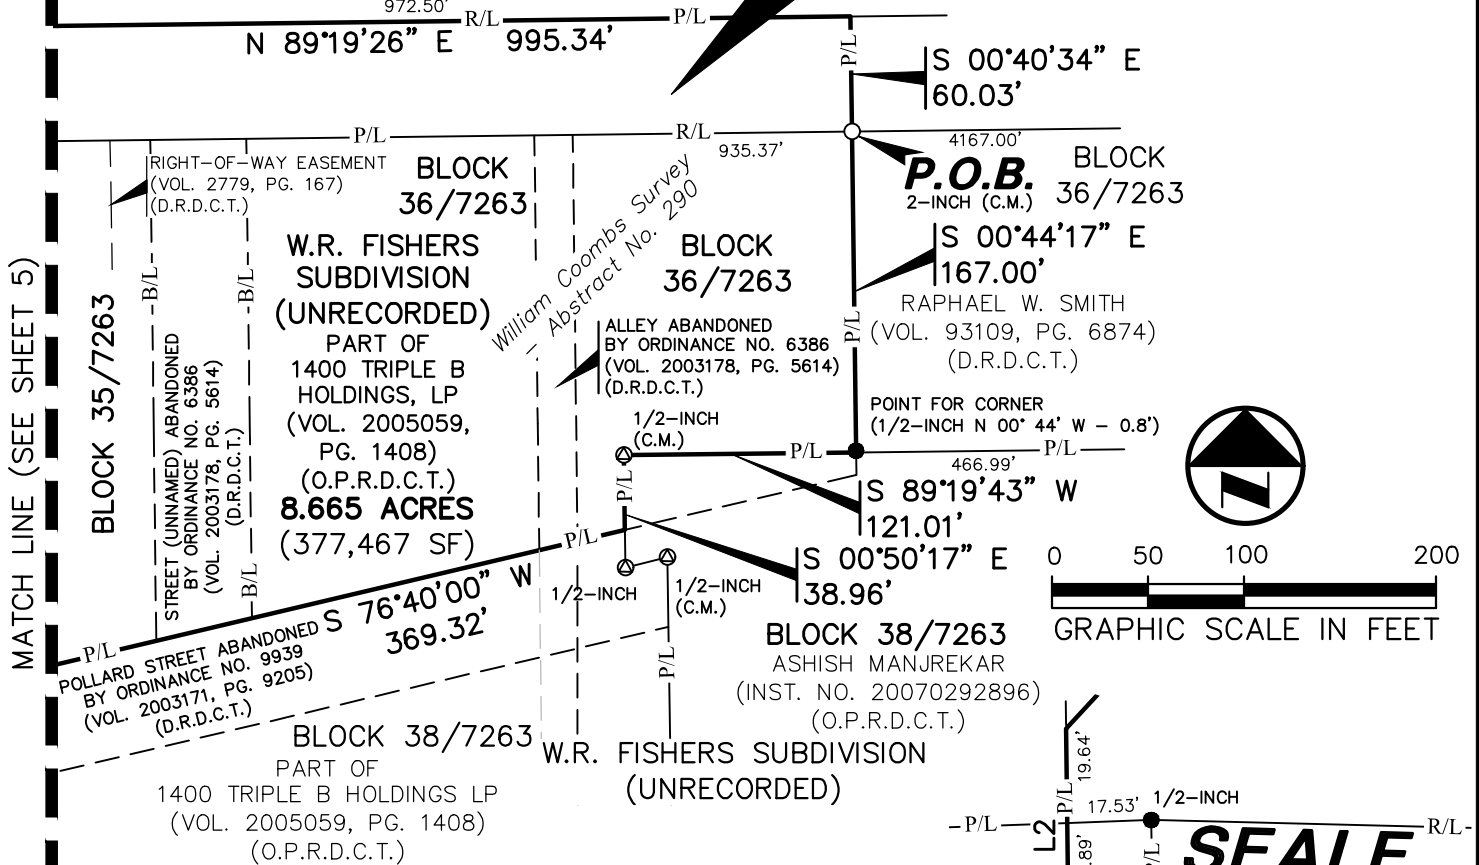 972.50'
R/L
P/L
N 89°19'26" E 995.34'
P/L
S 00°40'34" E
60.03'
P/L
R/L
935.37'
4167.00'
P.O.B.
2-INCH (C.M.)
BLOCK
36/7263
RIGHT-OF-WAY EASEMENT
(VOL. 2779, PG. 167)
(D.R.D.C.T.)
BLOCK
36/7263
William Coombs Survey
Abstract No. 290
BLOCK
36/7263
S 00°44'17" E
167.00'
RAPHAEL W. SMITH
(VOL. 93109, PG. 6874)
(D.R.D.C.T.)
P/L
MATCH LINE (SEE SHEET 5)
BLOCK 35/7263
B/L
B/L
STREET (UNNAMED) ABANDONED
BY ORDINANCE NO. 6386
(VOL. 2003178, PG. 5614)
(D.R.D.C.T.)
B/L
W.R. FISHERS
SUBDIVISION
(UNRECORDED)
PART OF
1400 TRIPLE B
HOLDINGS, LP
(VOL. 2005059,
PG. 1408)
(O.P.R.D.C.T.)
8.665 ACRES
(377,467 SF)
ALLEY ABANDONED
BY ORDINANCE NO. 6386
(VOL. 2003178, PG. 5614)
(D.R.D.C.T.)
POINT FOR CORNER
(1/2-INCH N 00° 44' W - 0.8')
1/2-INCH
(C.M.)
P/L
466.99'
P/L
S 89°19'43" W
121.01'
P/L
P/L
S 00°50'17" E
38.96'
1/2-INCH
1/2-INCH
(C.M.)
0 50 100 200
GRAPHIC SCALE IN FEET
P/L
S 76°40'00" W
369.32'
POLLARD STREET ABANDONED
BY ORDINANCE NO. 9939
(VOL. 2003171, PG. 9205)
(D.R.D.C.T.)
P/L
BLOCK 38/7263
ASHISH MANJREKAR
(INST. NO. 20070292896)
(O.P.R.D.C.T.)
BLOCK 38/7263
PART OF
1400 TRIPLE B HOLDINGS LP
(VOL. 2005059, PG. 1408)
(O.P.R.D.C.T.)
W.R. FISHERS SUBDIVISION
(UNRECORDED)
19.64'
P/L
17.53'
1/2-INCH
P/L
L2
.89'
P/L
R/L
SEALE